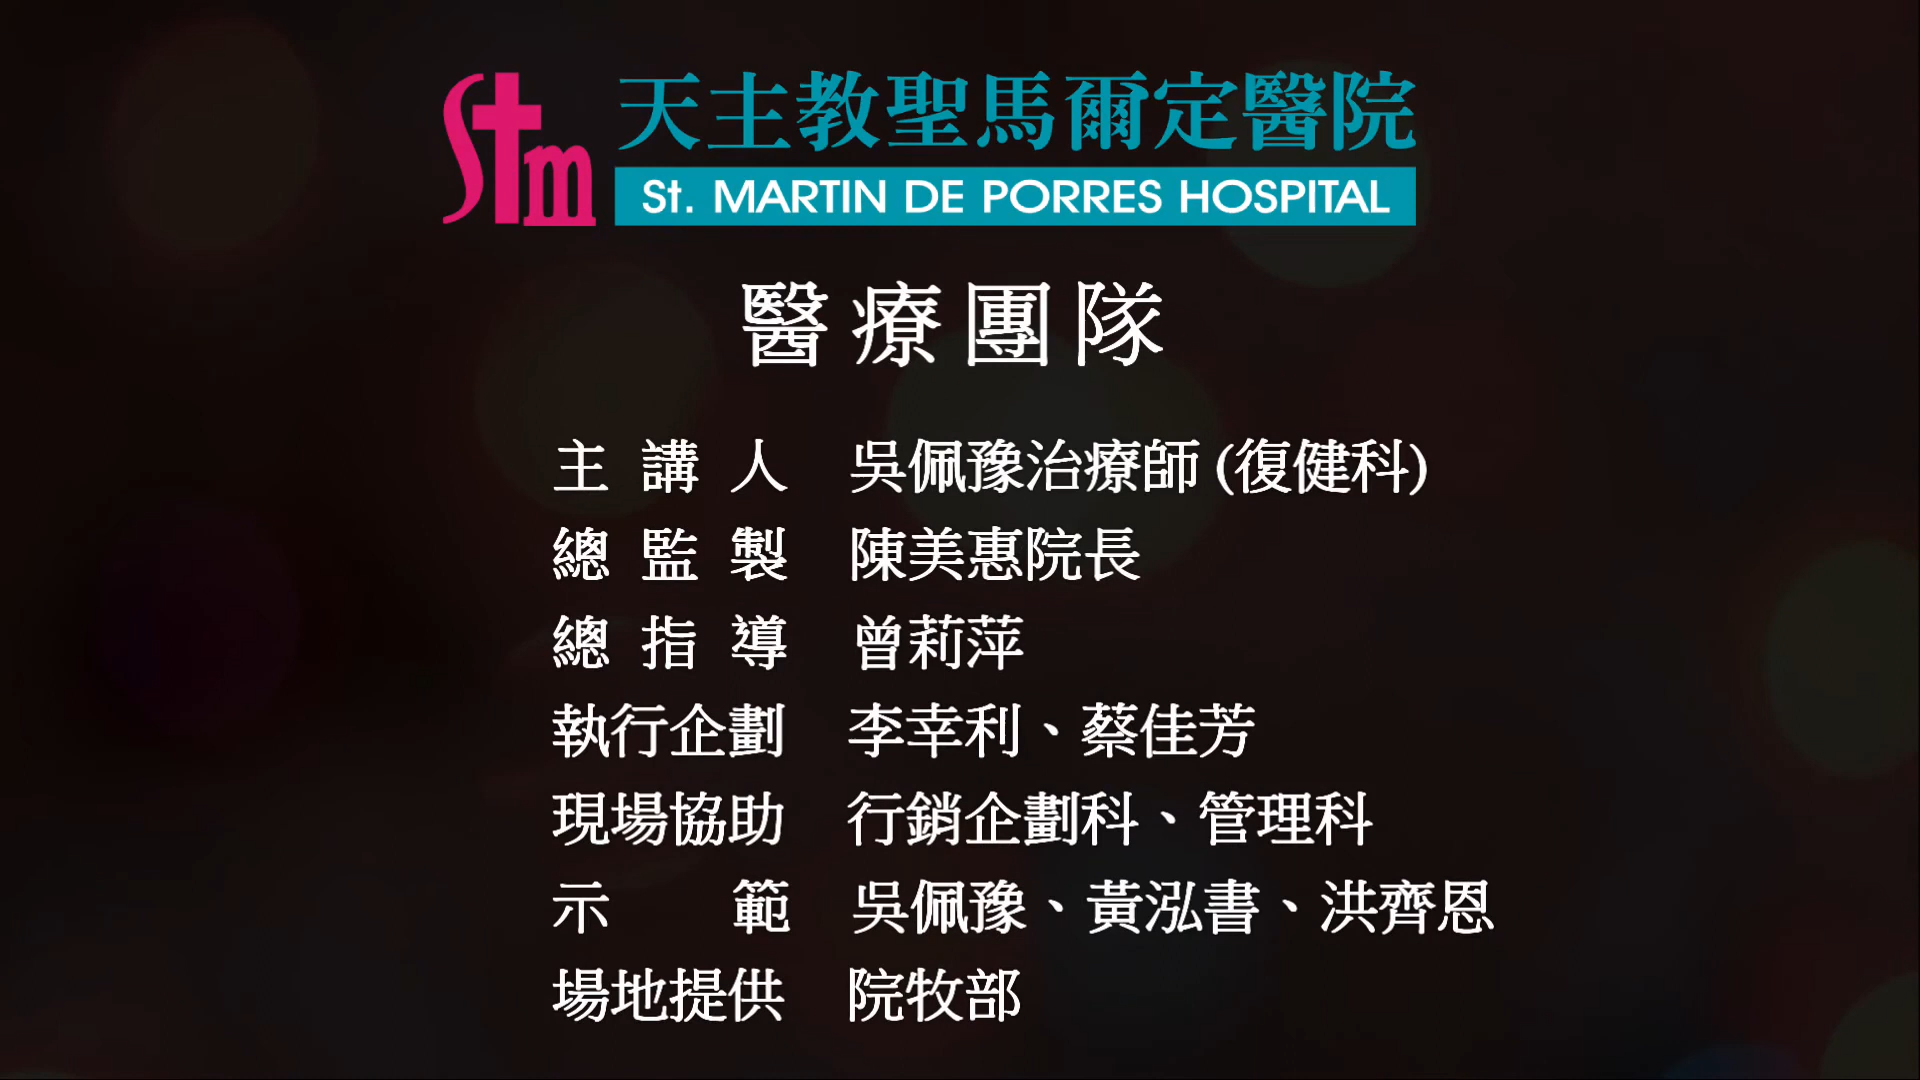 Stm
天主教聖馬爾定醫院
St. MARTIN DE PORRES HOSPITAL
醫療團隊
主講人 吳佩豫治療師 (復健科)
總監製 陳美惠院長
總指導 曾莉萍
執行企劃 李幸利、蔡佳芳
現場協助 行銷企劃科、管理科
示範 吳佩豫、黃泓書、洪齊恩
場地提供 院牧部